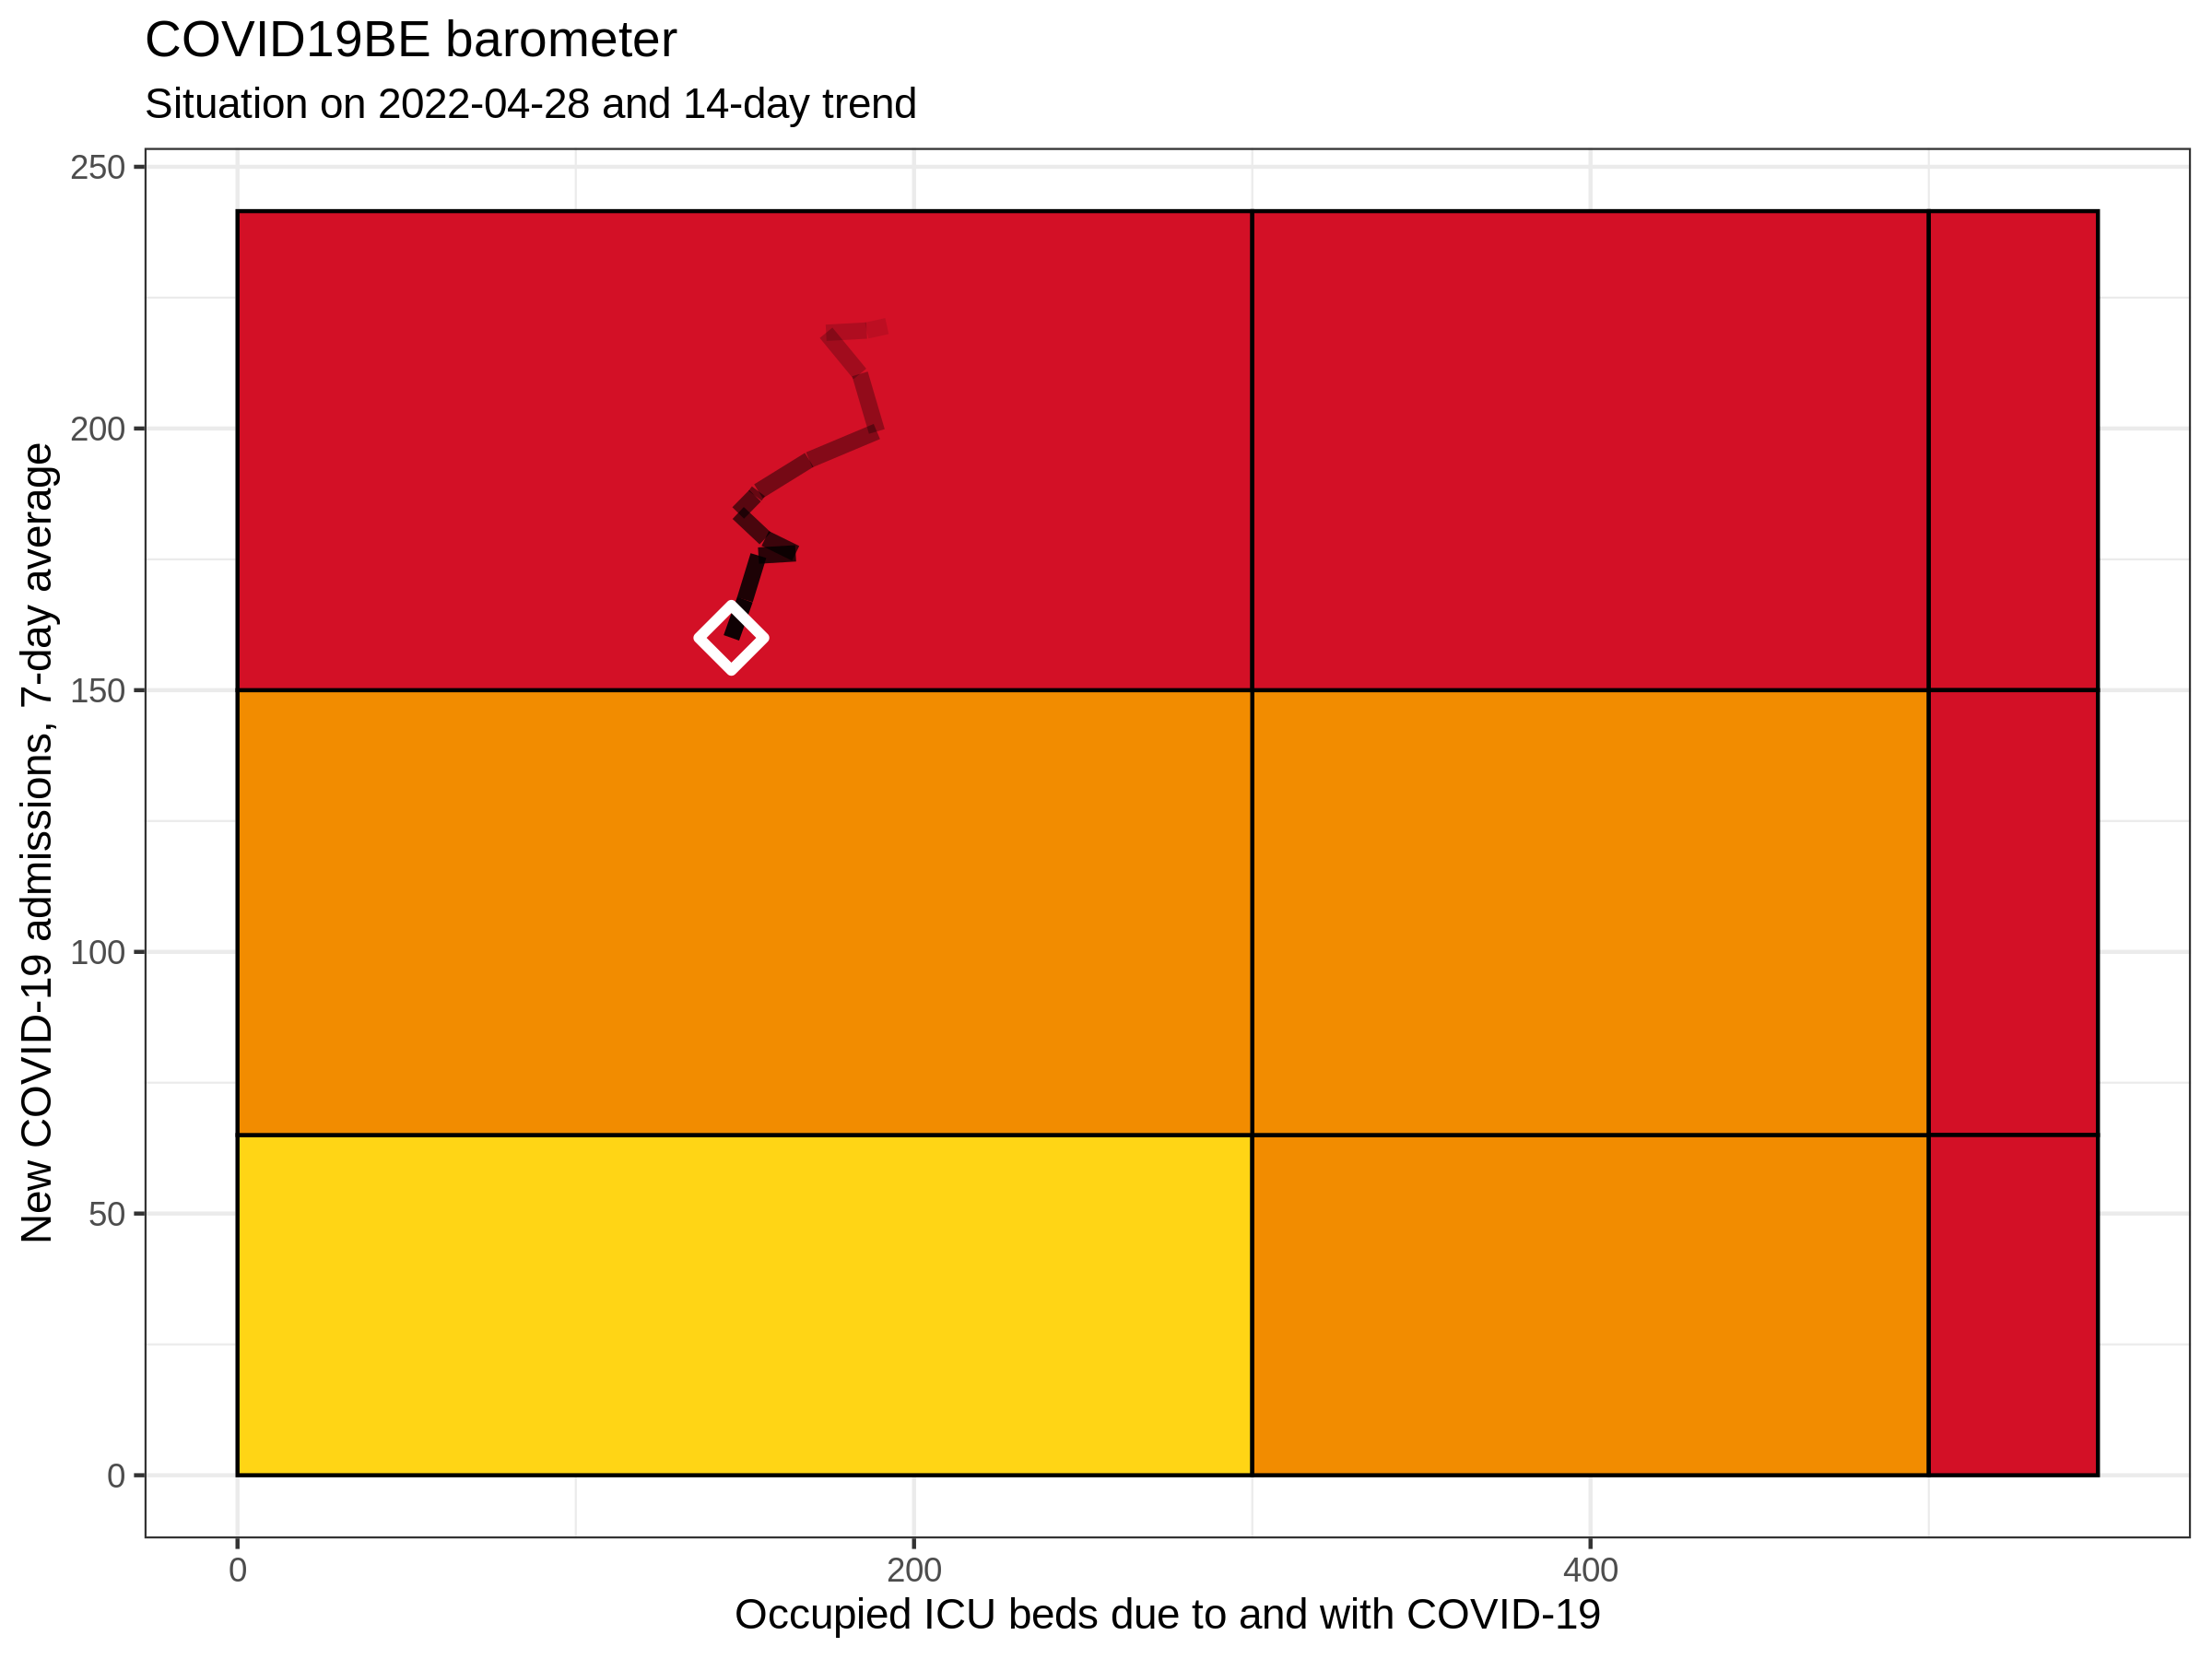 COVID19BE barometer
Situation on 2022-04-28 and 14-day trend
New COVID-19 admissions, 7-day average
250
200
150
100
50
0
0
200
400
Occupied ICU beds due to and with COVID-19